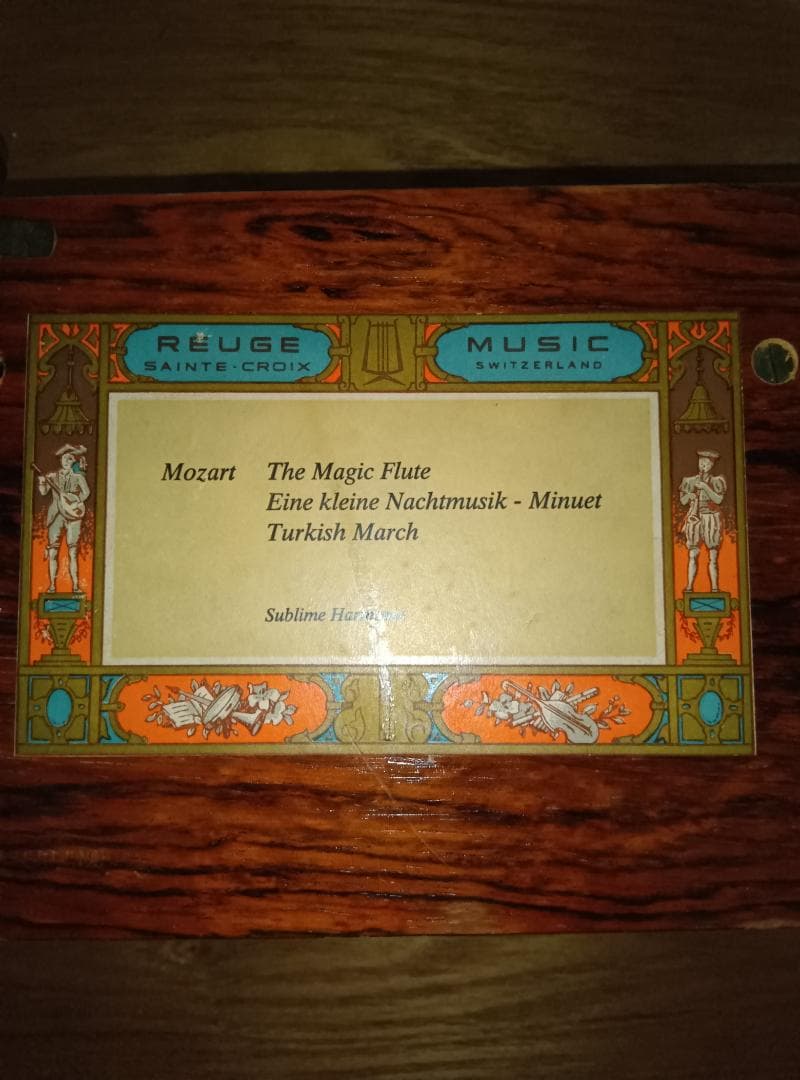 REUGE MUSIC
SAINTE-CROIX SWITZERLAND
Mozart The Magic Flute
Eine kleine Nachtmusik - Minuet
Turkish March
Sublime